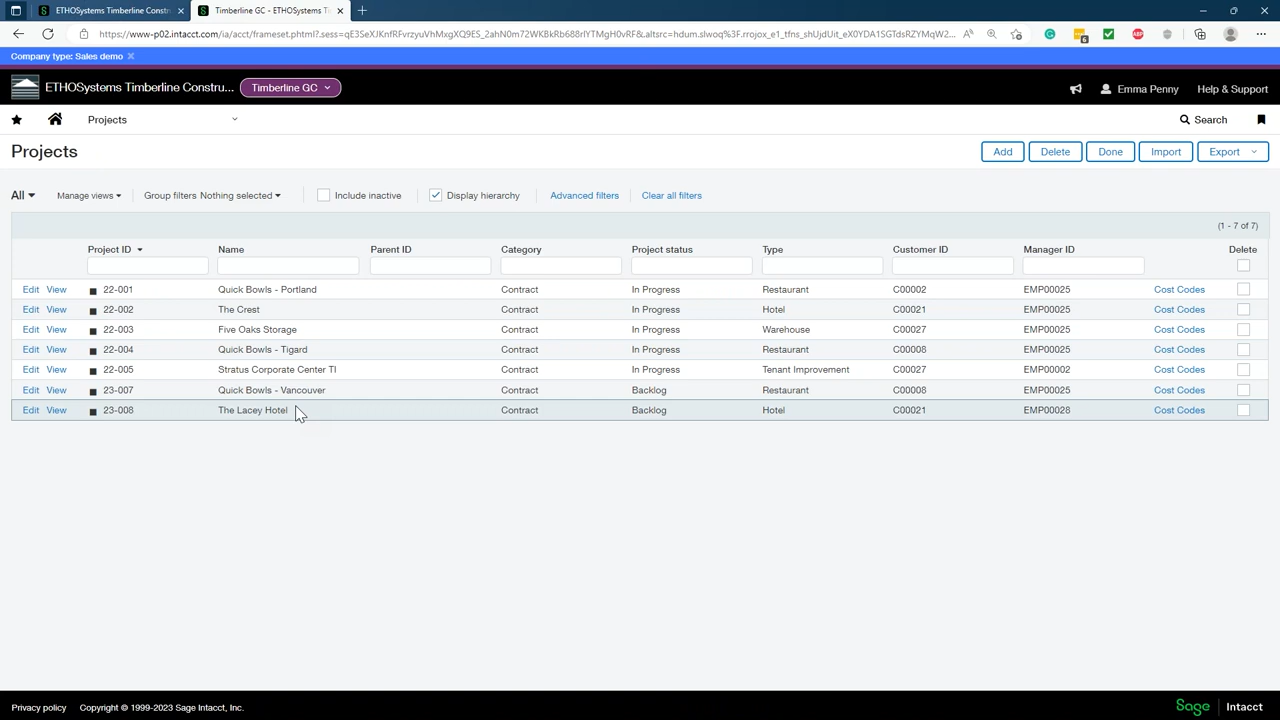 ETHOSystems Timberline Constru...
Timberline GC - ETHOSystems Ti...
Company type: Sales demo
ETHOSystems Timberline Constru...
Timberline GC
Emma Penny
Help & Support
Projects
Search
Projects
Add
Delete
Done
Import
Export
All
Manage views
Group filters Nothing selected
Include inactive
Display hierarchy
Advanced filters
Clear all filters
(1 - 7 of 7)
Project ID Name Parent ID Category Project status Type Customer ID Manager ID Delete
Edit View 22-001 Quick Bowls - Portland Contract In Progress Restaurant C00002 EMP00025 Cost Codes
Edit View 22-002 The Crest Contract In Progress Hotel C00021 EMP00025 Cost Codes
Edit View 22-003 Five Oaks Storage Contract In Progress Warehouse C00027 EMP00025 Cost Codes
Edit View 22-004 Quick Bowls - Tigard Contract In Progress Restaurant C00008 EMP00025 Cost Codes
Edit View 22-005 Stratus Corporate Center TI Contract In Progress Tenant Improvement C00027 EMP00002 Cost Codes
Edit View 23-007 Quick Bowls - Vancouver Contract Backlog Restaurant C00008 EMP00025 Cost Codes
Edit View 23-008 The Lacey Hotel Contract Backlog Hotel C00021 EMP00028 Cost Codes
Privacy policy
Copyright © 1999-2023 Sage Intacct, Inc.
Sage Intacct